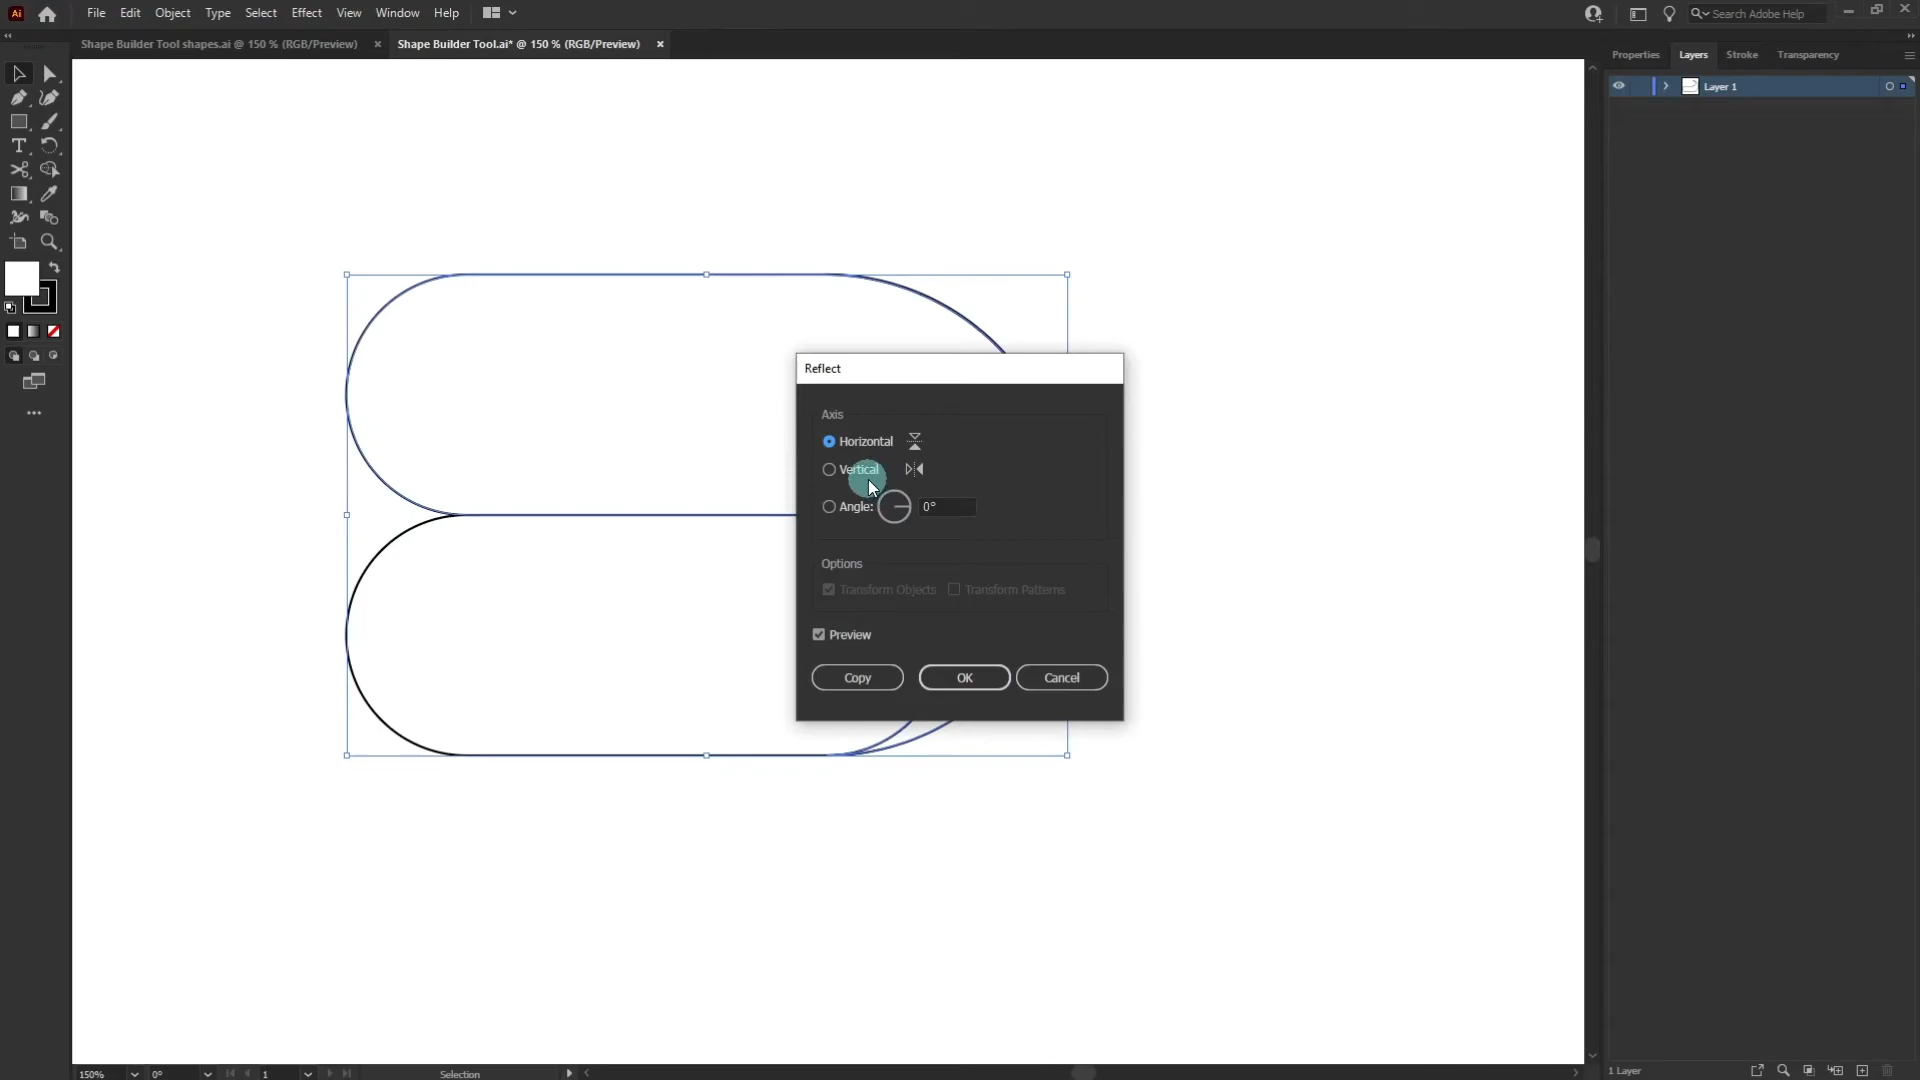 Ai File Edit Object Type Select Effect View Window Help Search Adobe Help
Shape Builder Tool shapes.ai @ 150 % (RGB/Preview) × Shape Builder Tool.ai* @ 150 % (RGB/Preview) ×
Properties Layers Stroke Transparency
Layer 1
Reflect
Axis
Horizontal
Vertical
Angle: 0°
Options
Transform Objects Transform Patterns
Preview
Copy OK Cancel
150% 0° 1 Selection
1 Layer